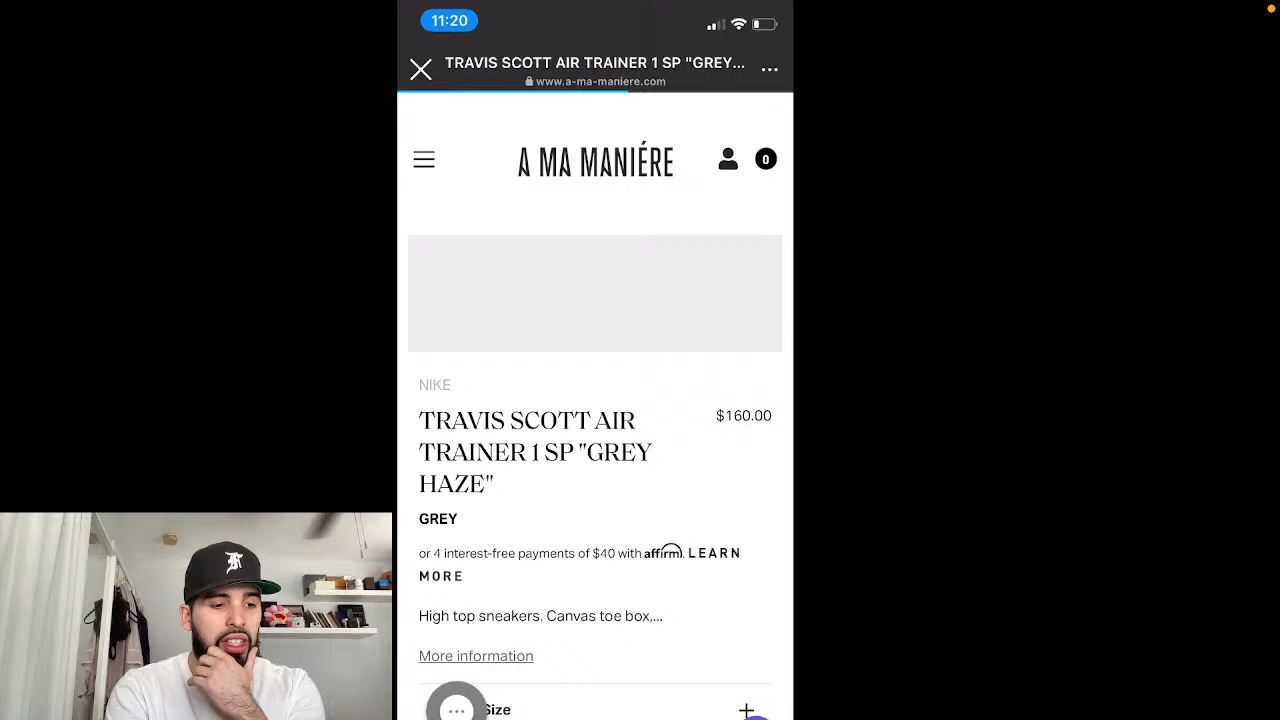 11:20
TRAVIS SCOTT AIR TRAINER 1 SP "GREY...
www.a-ma-maniere.com
A MA MANIÉRE
0
NIKE
TRAVIS SCOTT AIR
TRAINER 1 SP "GREY
HAZE"
$160.00
GREY
or 4 interest-free payments of $40 with affirm. LEARN
MORE
High top sneakers. Canvas toe box,...
More information
Size